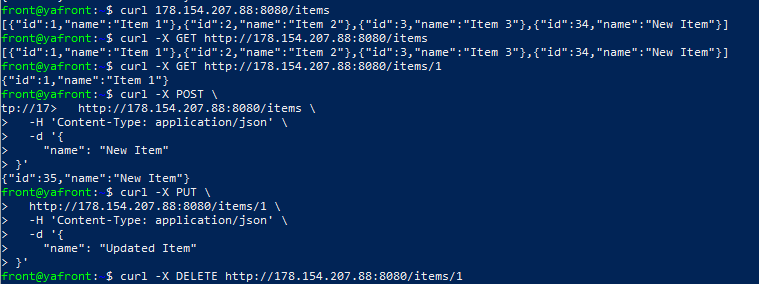 front@yafront: $ curl 178.154.207.88:8080/items
[{"id":1,"name":"Item 1"},{"id":2,"name":"Item 2"},{"id":3,"name":"Item 3"},{"id":34,"name":"New Item"}]
front@yafront: $ curl -X GET http://178.154.207.88:8080/items
[{"id":1,"name":"Item 1"},{"id":2,"name":"Item 2"},{"id":3,"name":"Item 3"},{"id":34,"name":"New Item"}]
front@yafront: $ curl -X GET http://178.154.207.88:8080/items/1
{"id":1,"name":"Item 1"}
front@yafront: $ curl -X POST \
tp://17>   http://178.154.207.88:8080/items \
>   -H 'Content-Type: application/json' \
>   -d '{
>     "name": "New Item"
> }'
{"id":35,"name":"New Item"}
front@yafront: $ curl -X PUT \
>   http://178.154.207.88:8080/items/1 \
>   -H 'Content-Type: application/json' \
>   -d '{
>     "name": "Updated Item"
> }'
front@yafront: $ curl -X DELETE http://178.154.207.88:8080/items/1